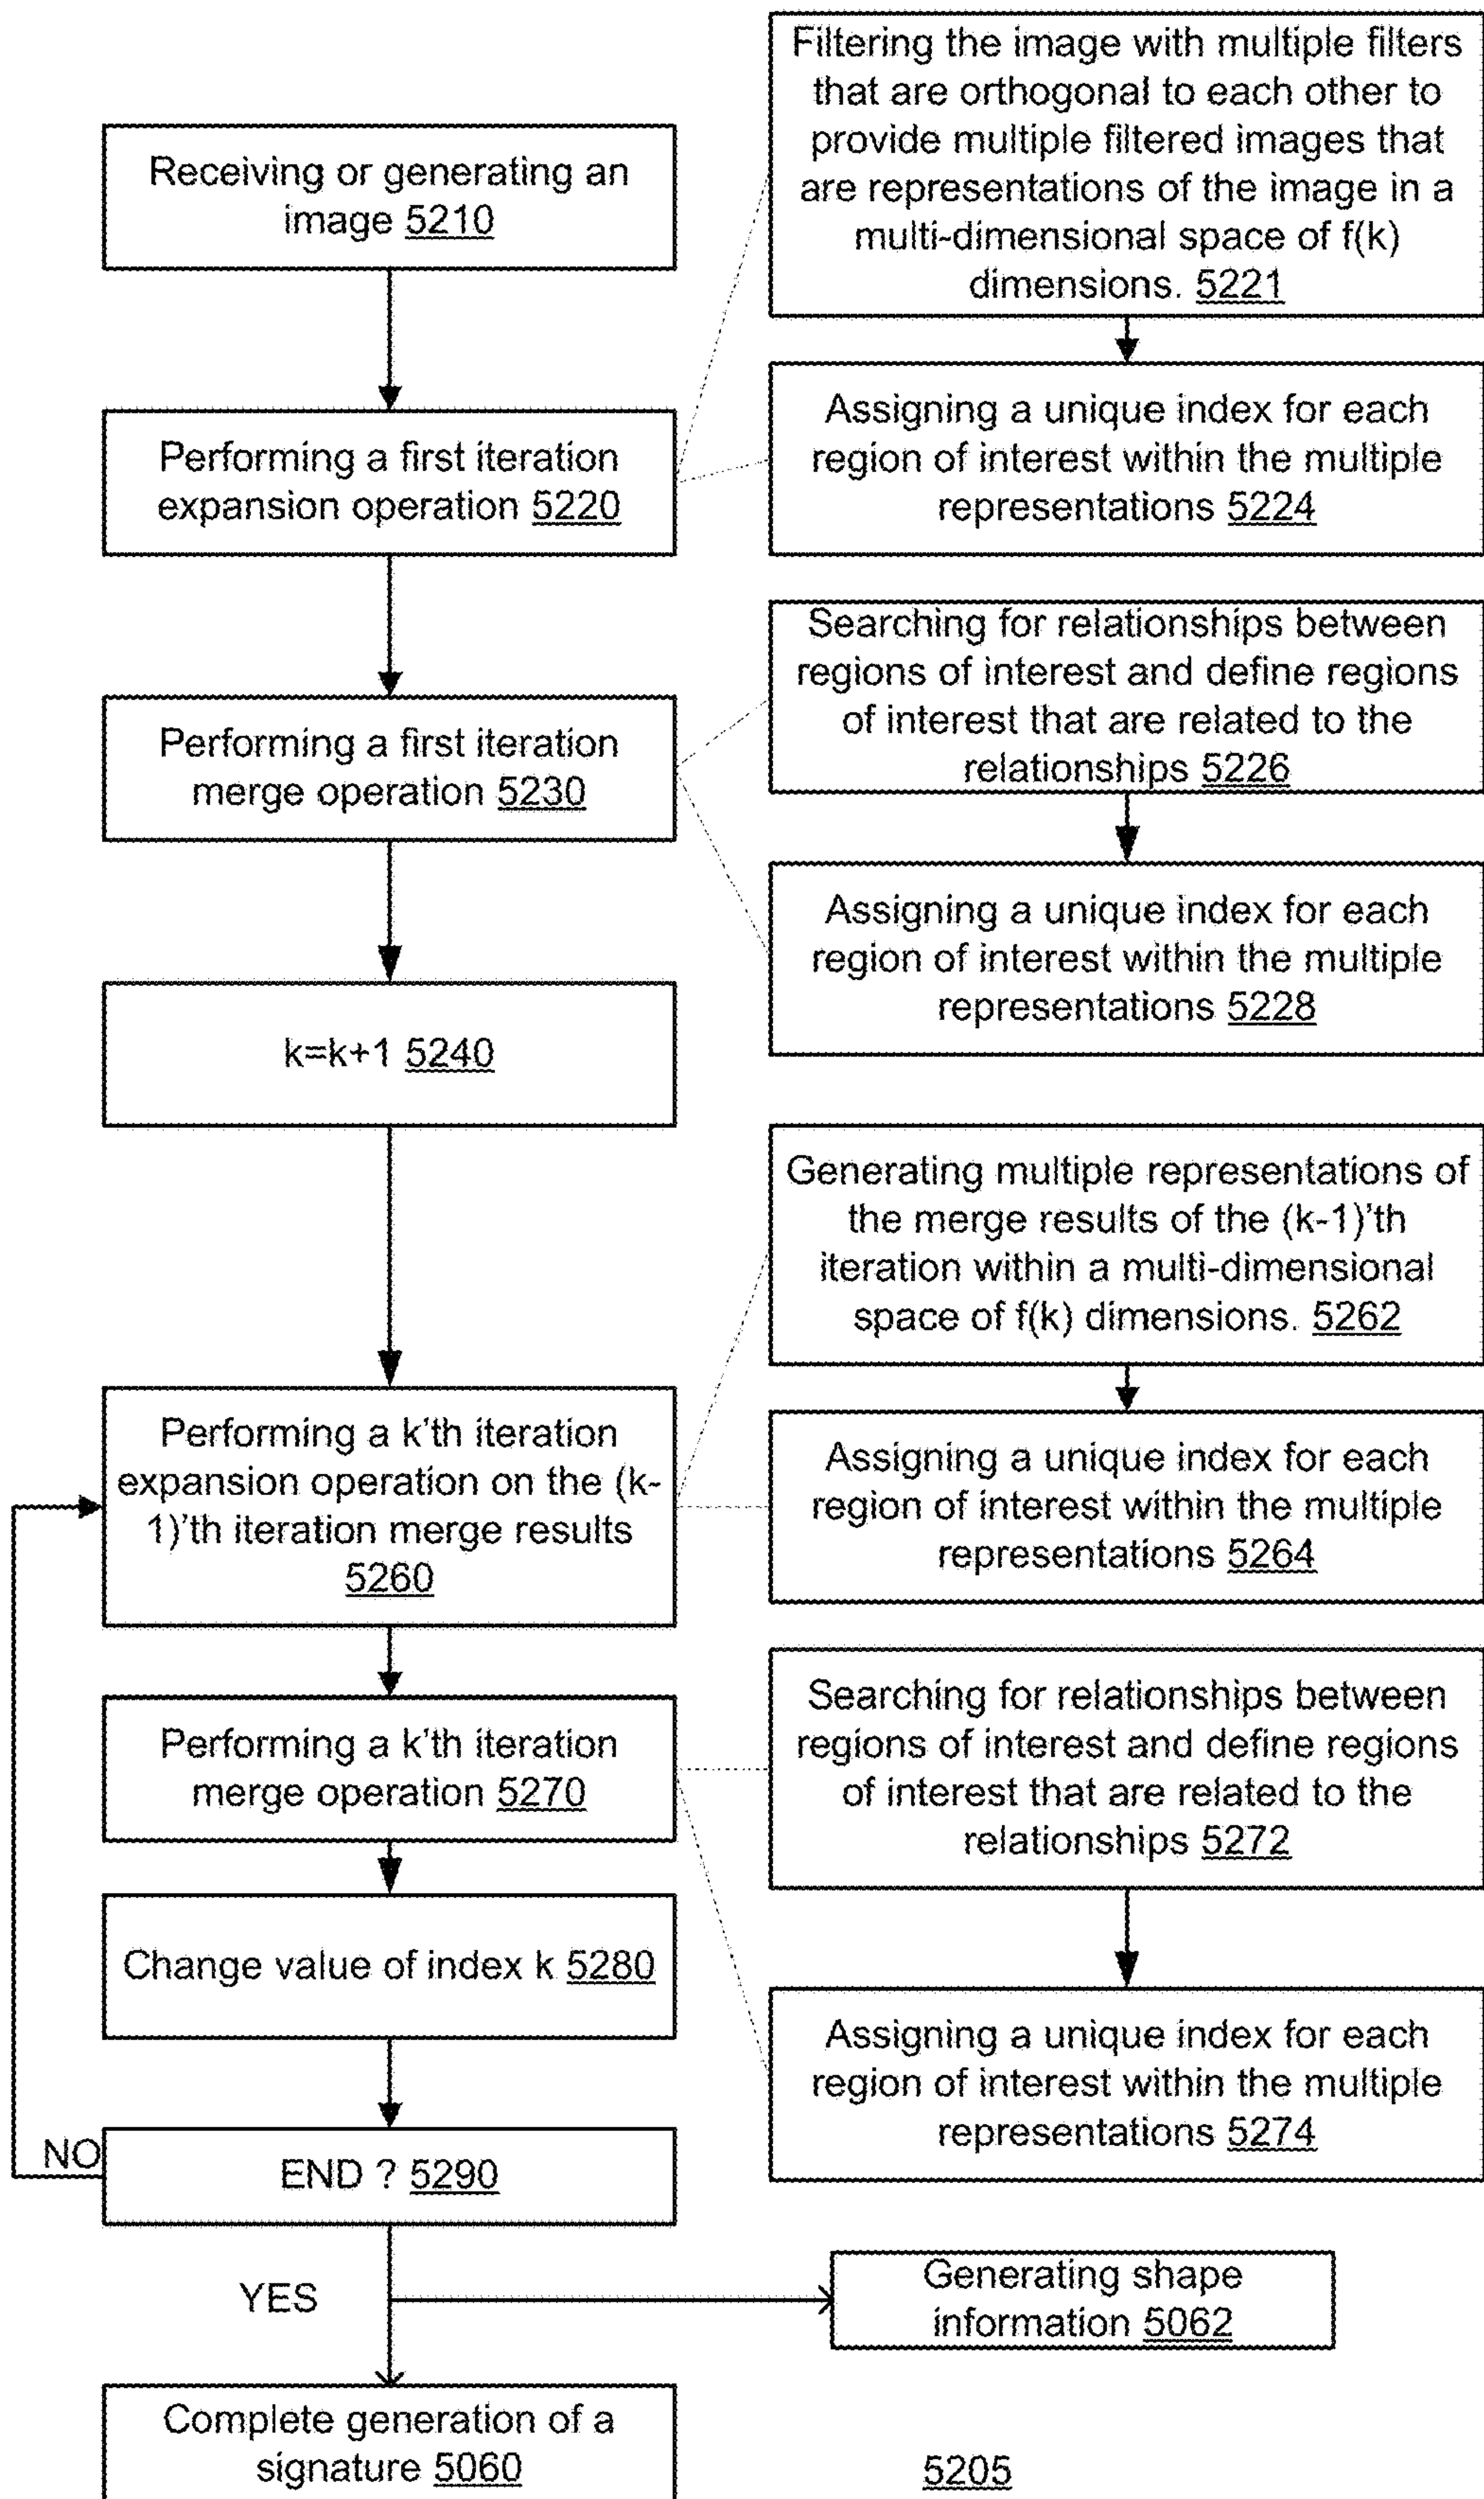 Receiving or generating an
image 5210
Filtering the image with multiple filters
that are orthogonal to each other to
provide multiple filtered images that
are representations of the image in a
multi-dimensional space of f(k)
dimensions. 5221
Performing a first iteration
expansion operation 5220
Assigning a unique index for each
region of interest within the multiple
representations 5224
Performing a first iteration
merge operation 5230
Searching for relationships between
regions of interest and define regions
of interest that are related to the
relationships 5226
Assigning a unique index for each
region of interest within the multiple
representations 5228
k=k+1 5240
Generating multiple representations of
the merge results of the (k-1)’th
iteration within a multi-dimensional
space of f(k) dimensions. 5262
Performing a k’th iteration
expansion operation on the (k-
1)’th iteration merge results
5260
Assigning a unique index for each
region of interest within the multiple
representations 5264
Performing a k’th iteration
merge operation 5270
Searching for relationships between
regions of interest and define regions
of interest that are related to the
relationships 5272
Change value of index k 5280
Assigning a unique index for each
region of interest within the multiple
representations 5274
NO
END ? 5290
YES
Generating shape
information 5062
Complete generation of a
signature 5060
5205